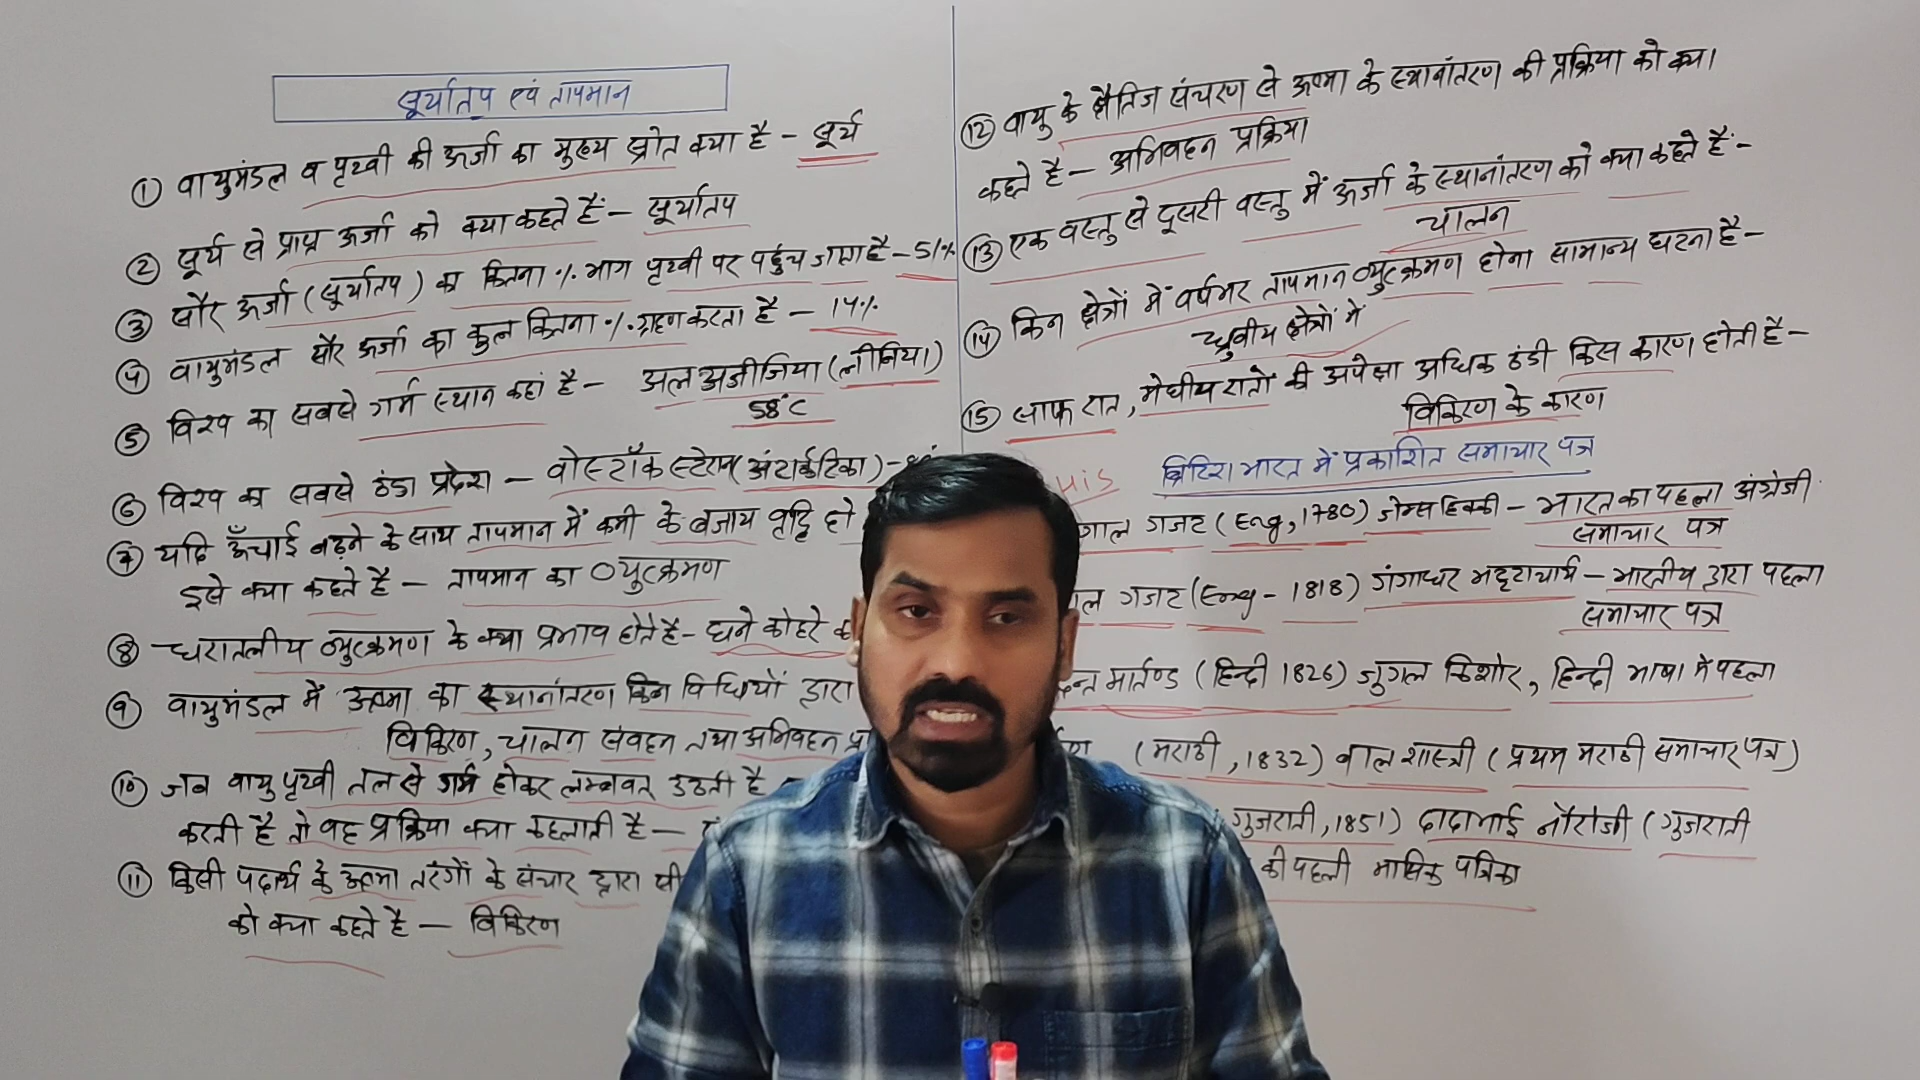 सूर्यातप एवं तापमान
① वायुमंडल व पृथ्वी की ऊर्जा का मुख्य स्रोत क्या है – सूर्य
② सूर्य से प्राप्त ऊर्जा को क्या कहते हैं – सूर्यातप
③ सौर ऊर्जा (सूर्यातप) का कितना % भाग पृथ्वी पर पहुंच पाता है – 51%
④ वायुमंडल सौर ऊर्जा का कुल कितना % ग्रहण करता है – 14%
⑤ विश्व का सबसे गर्म स्थान कहां है – अल अजीजिया (लीबिया)
58°C
⑥ विश्व का सबसे ठंडा प्रदेश – वोस्टॉक स्टेशन (अंटार्कटिका) –
⑦ यदि ऊँचाई बढ़ने के साथ तापमान में कमी के बजाय वृद्धि हो
इसे क्या कहते है – तापमान का व्युत्क्रमण
⑧ धरातलीय व्युत्क्रमण के क्या प्रभाव होते है – घने कोहरे
⑨ वायुमंडल में ऊष्मा का स्थानांतरण किन विधियों द्वारा
विकिरण, चालन संवहन तथा अभिवहन
⑩ जब वायु पृथ्वी तल से गर्म होकर लम्बवत उठती है
करती है तो वह प्रक्रिया क्या कहलाती है –
⑪ किसी पदार्थ के ऊष्मा तरंगों के संचार द्वारा
को क्या कहते है – विकिरण
⑫ वायु के क्षैतिज संचरण से ऊष्मा के स्थानांतरण की प्रक्रिया को क्या
कहते है – अभिवहन प्रक्रिया
⑬ एक वस्तु से दूसरी वस्तु में ऊर्जा के स्थानांतरण को क्या कहते हैं –
चालन
⑭ किन क्षेत्रों में वर्षभर तापमान व्युत्क्रमण होना सामान्य घटना है –
ध्रुवीय क्षेत्रों में
⑮ साफ रात, मेघीय रातों की अपेक्षा अधिक ठंडी किस कारण होती है –
विकिरण के कारण
His ब्रिटिश भारत में प्रकाशित समाचार पत्र
गाल गजट (Eng, 1780) जेम्स हिक्की – भारत का पहला अंग्रेजी
समाचार पत्र
ाल गजट (Eng – 1818) गंगाधर भट्टाचार्य – भारतीय द्वारा पहला
समाचार पत्र
न्त मार्तण्ड (हिन्दी 1826) जुगल किशोर, हिन्दी भाषा मे पहला
(मराठी, 1832) बाल शास्त्री (प्रथम मराठी समाचार पत्र)
गुजराती, 1851) दादाभाई नौरोजी (गुजराती
की पहली मासिक पत्रिका